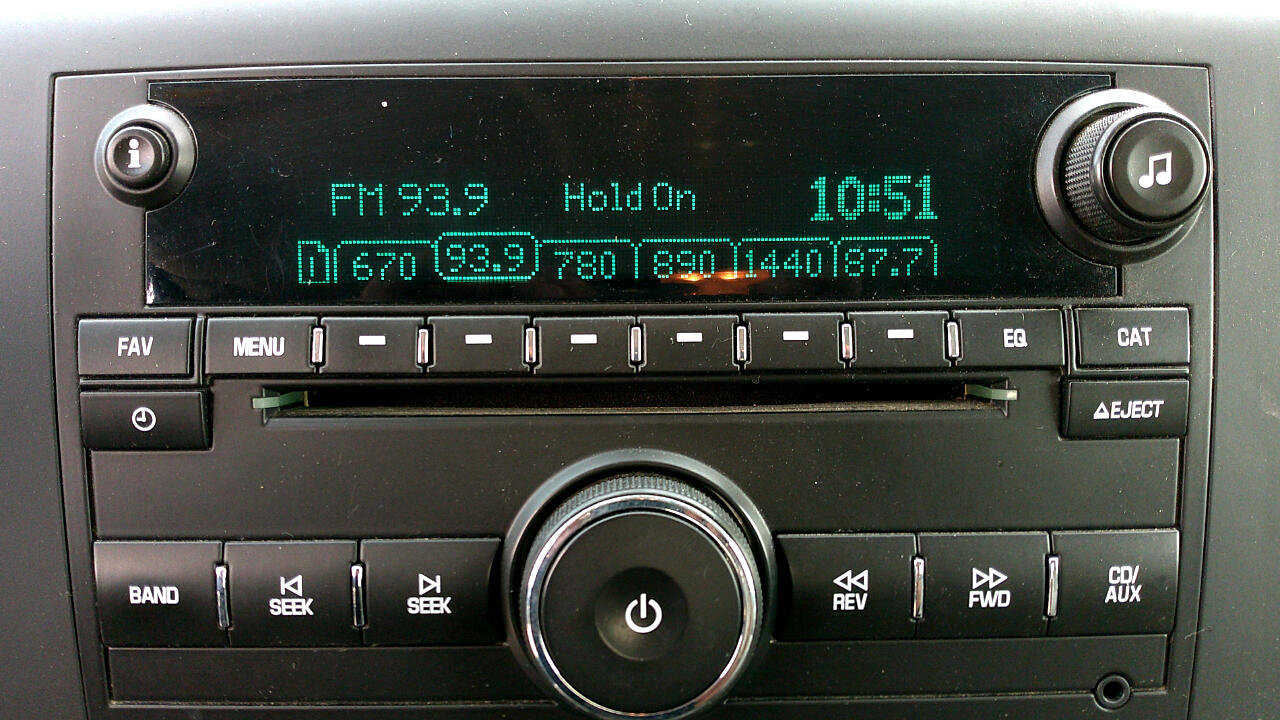 i
FM 93.9 Hold On 10:51
1 670 93.9 780 890 1440 87.7
FAV MENU EQ CAT
EJECT
BAND SEEK SEEK REV FWD CD/
AUX